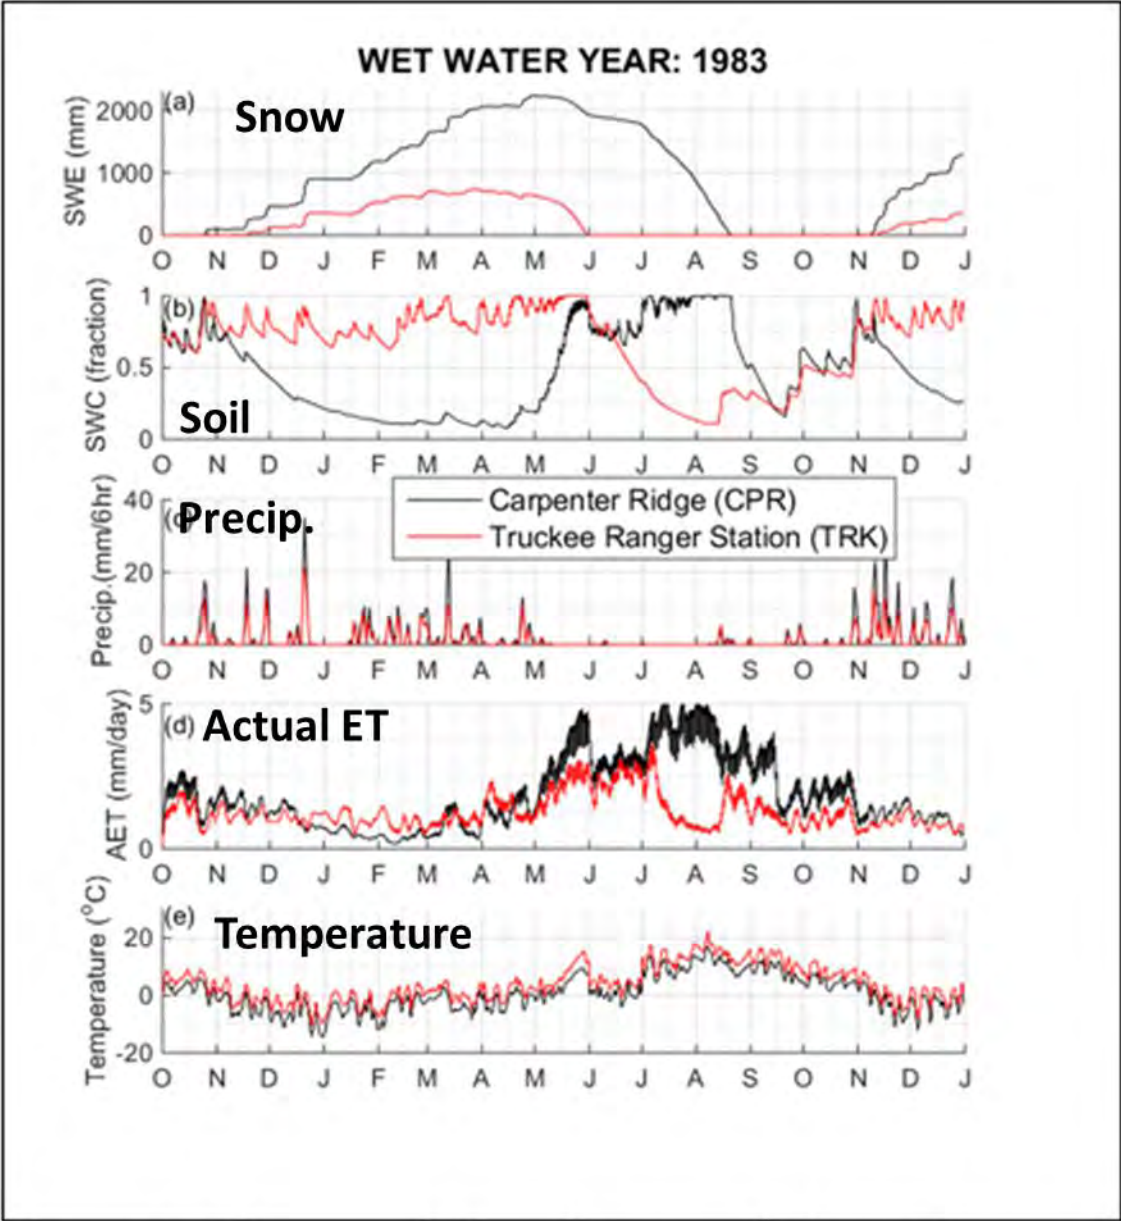 WET WATER YEAR: 1983
(a) Snow
SWE (mm)
2000
1000
0
O N D J F M A M J J A S O N D J
(b)
Soil
SWC (fraction)
1
0.5
0
O N D J F M A M J J A S O N D J
Precip.
Carpenter Ridge (CPR)
Truckee Ranger Station (TRK)
Precip.(mm/6hr)
40
20
0
O N D J F M A M J J A S O N D J
(d) Actual ET
AET (mm/day)
5
0
O N D J F M A M J J A S O N D J
(e) Temperature
Temperature (°C)
20
0
-20
O N D J F M A M J J A S O N D J